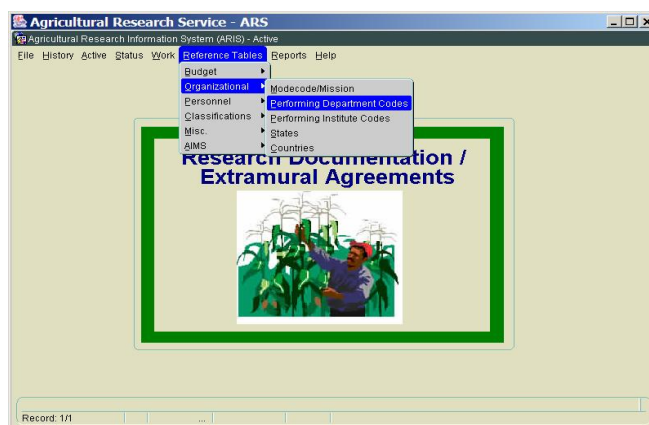 Agricultural Research Service - ARS
Agricultural Research Information System (ARIS) - Active
File History Active Status Work Reference Tables Reports Help
Budget
Organizational
Personnel
Classifications
Misc.
AIMS
Modecode/Mission
Performing Department Codes
Performing Institute Codes
States
Countries
Research Documentation /
Extramural Agreements
Record: 1/1
...